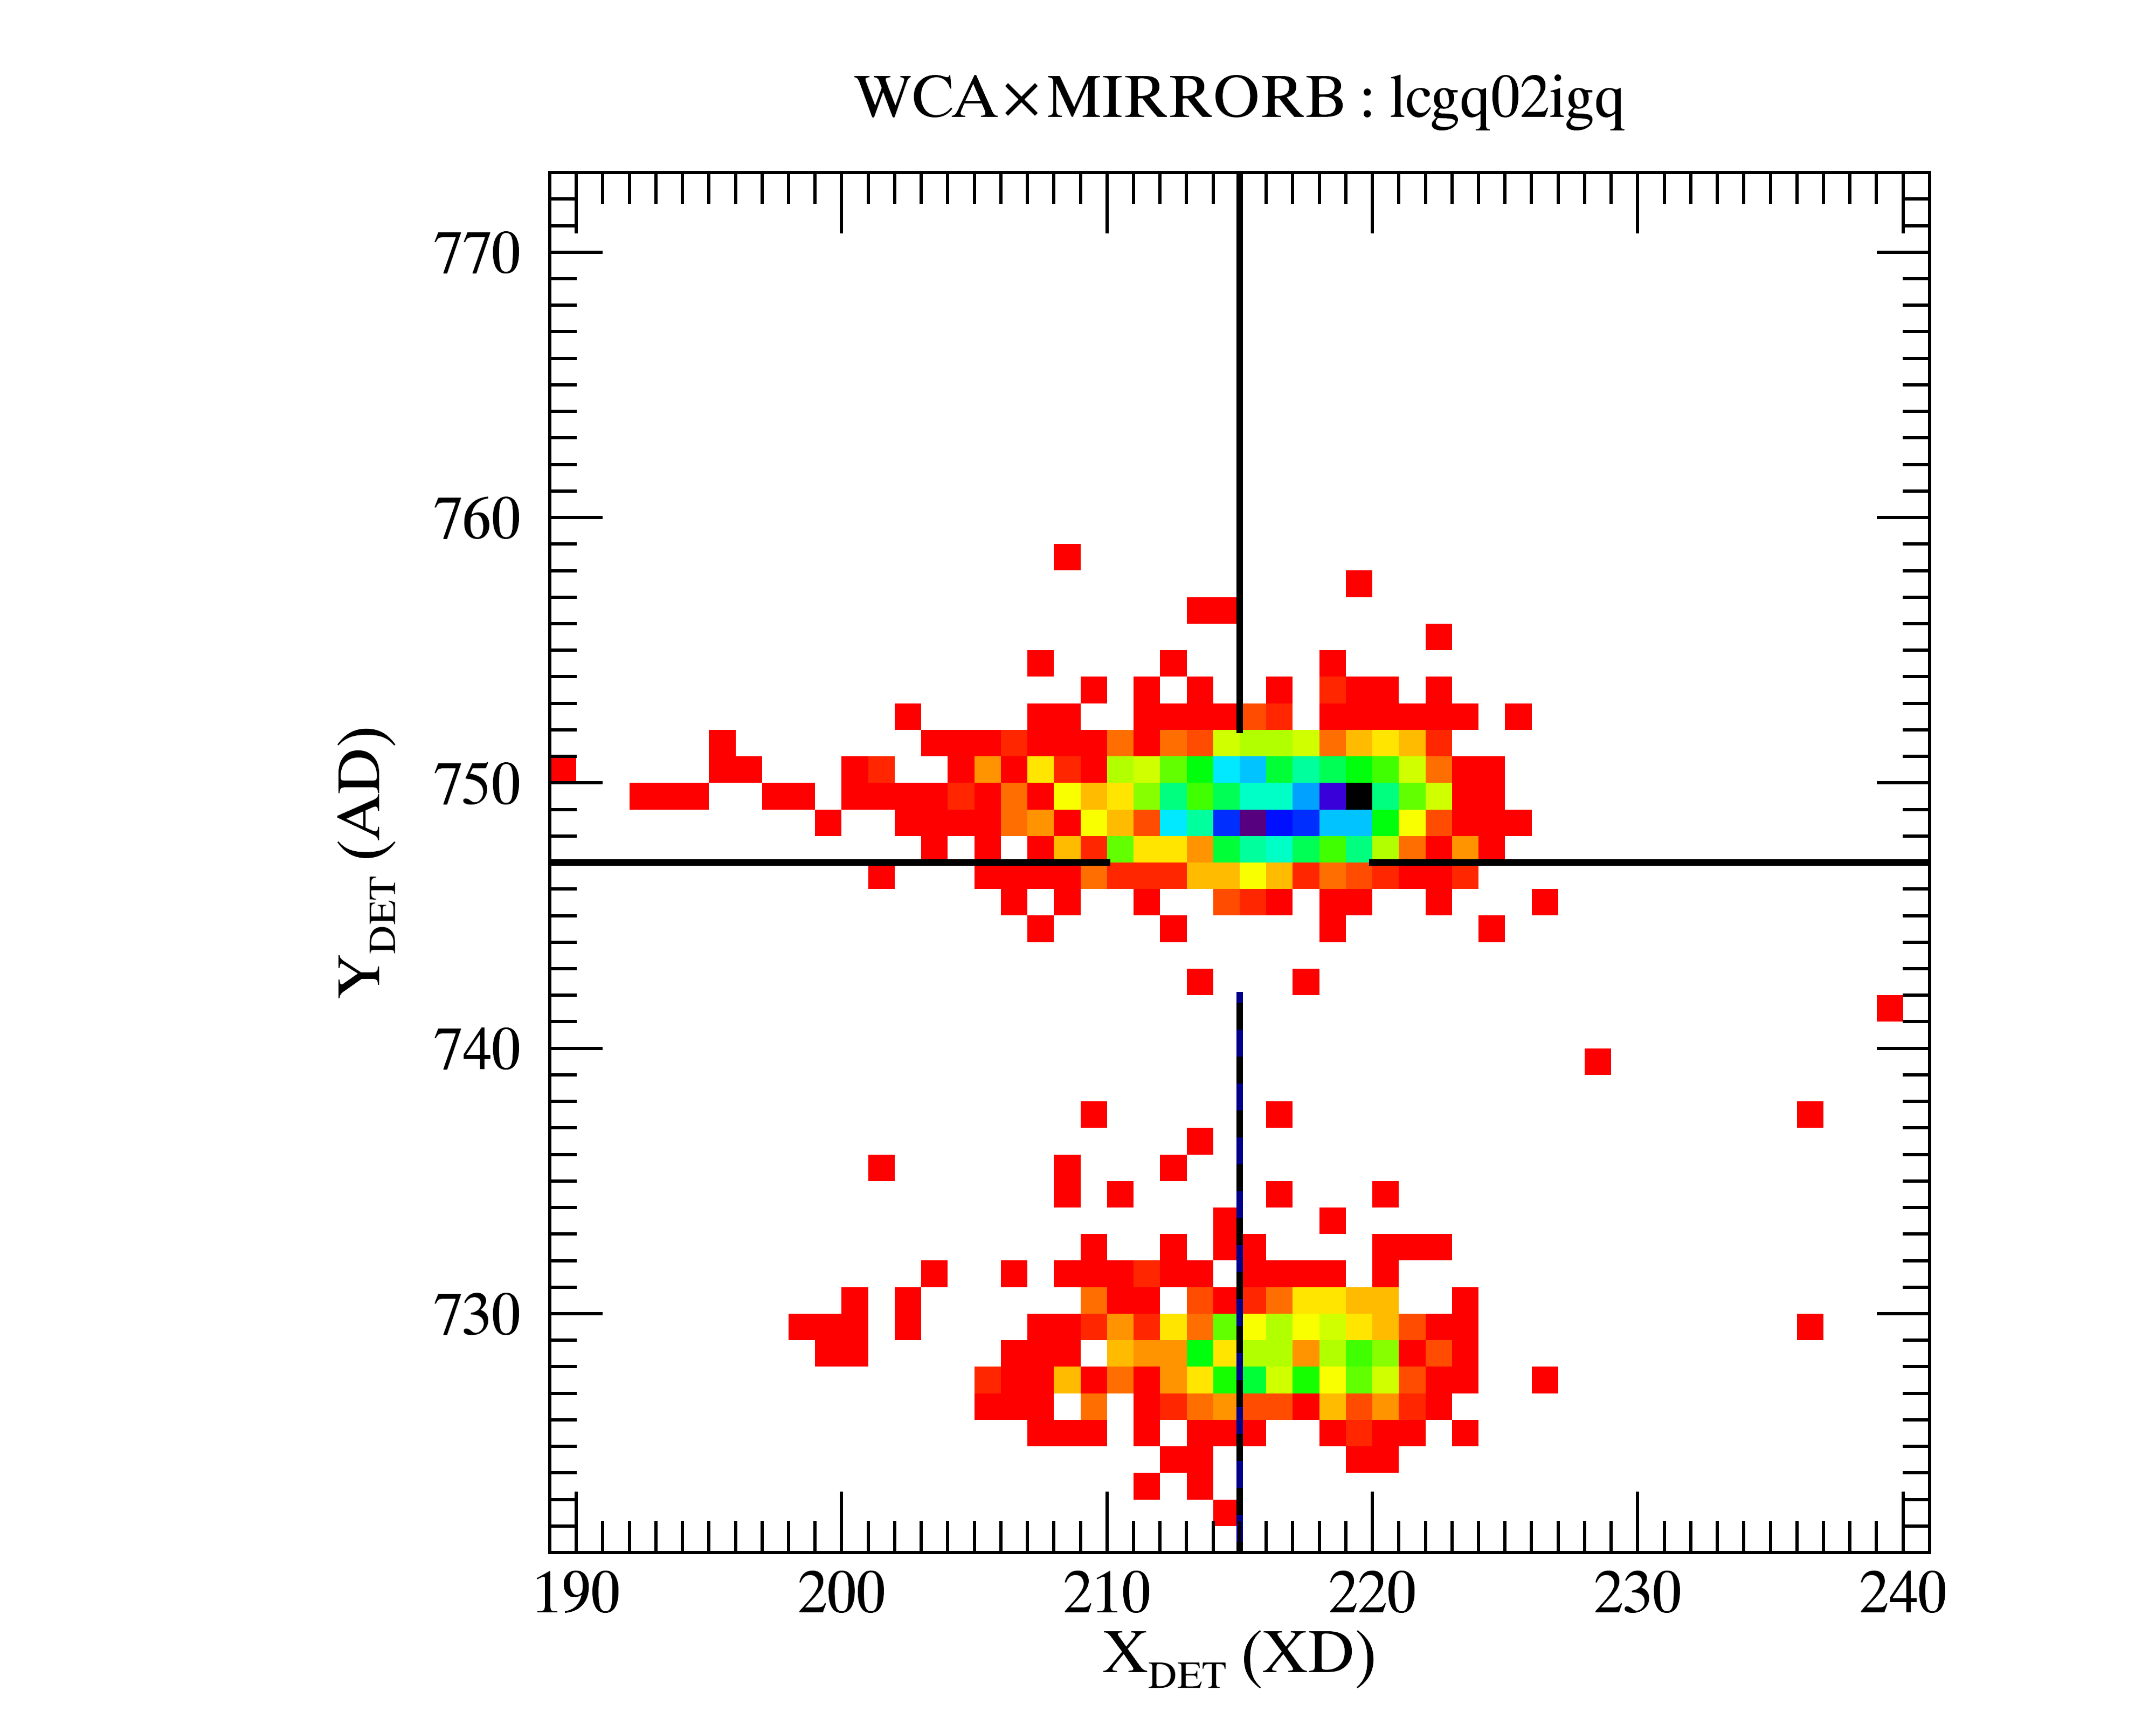 WCA×MIRRORB : lcgq02igq
770
760
750
740
730
Y_DET (AD)
190 200 210 220 230 240
X_DET (XD)